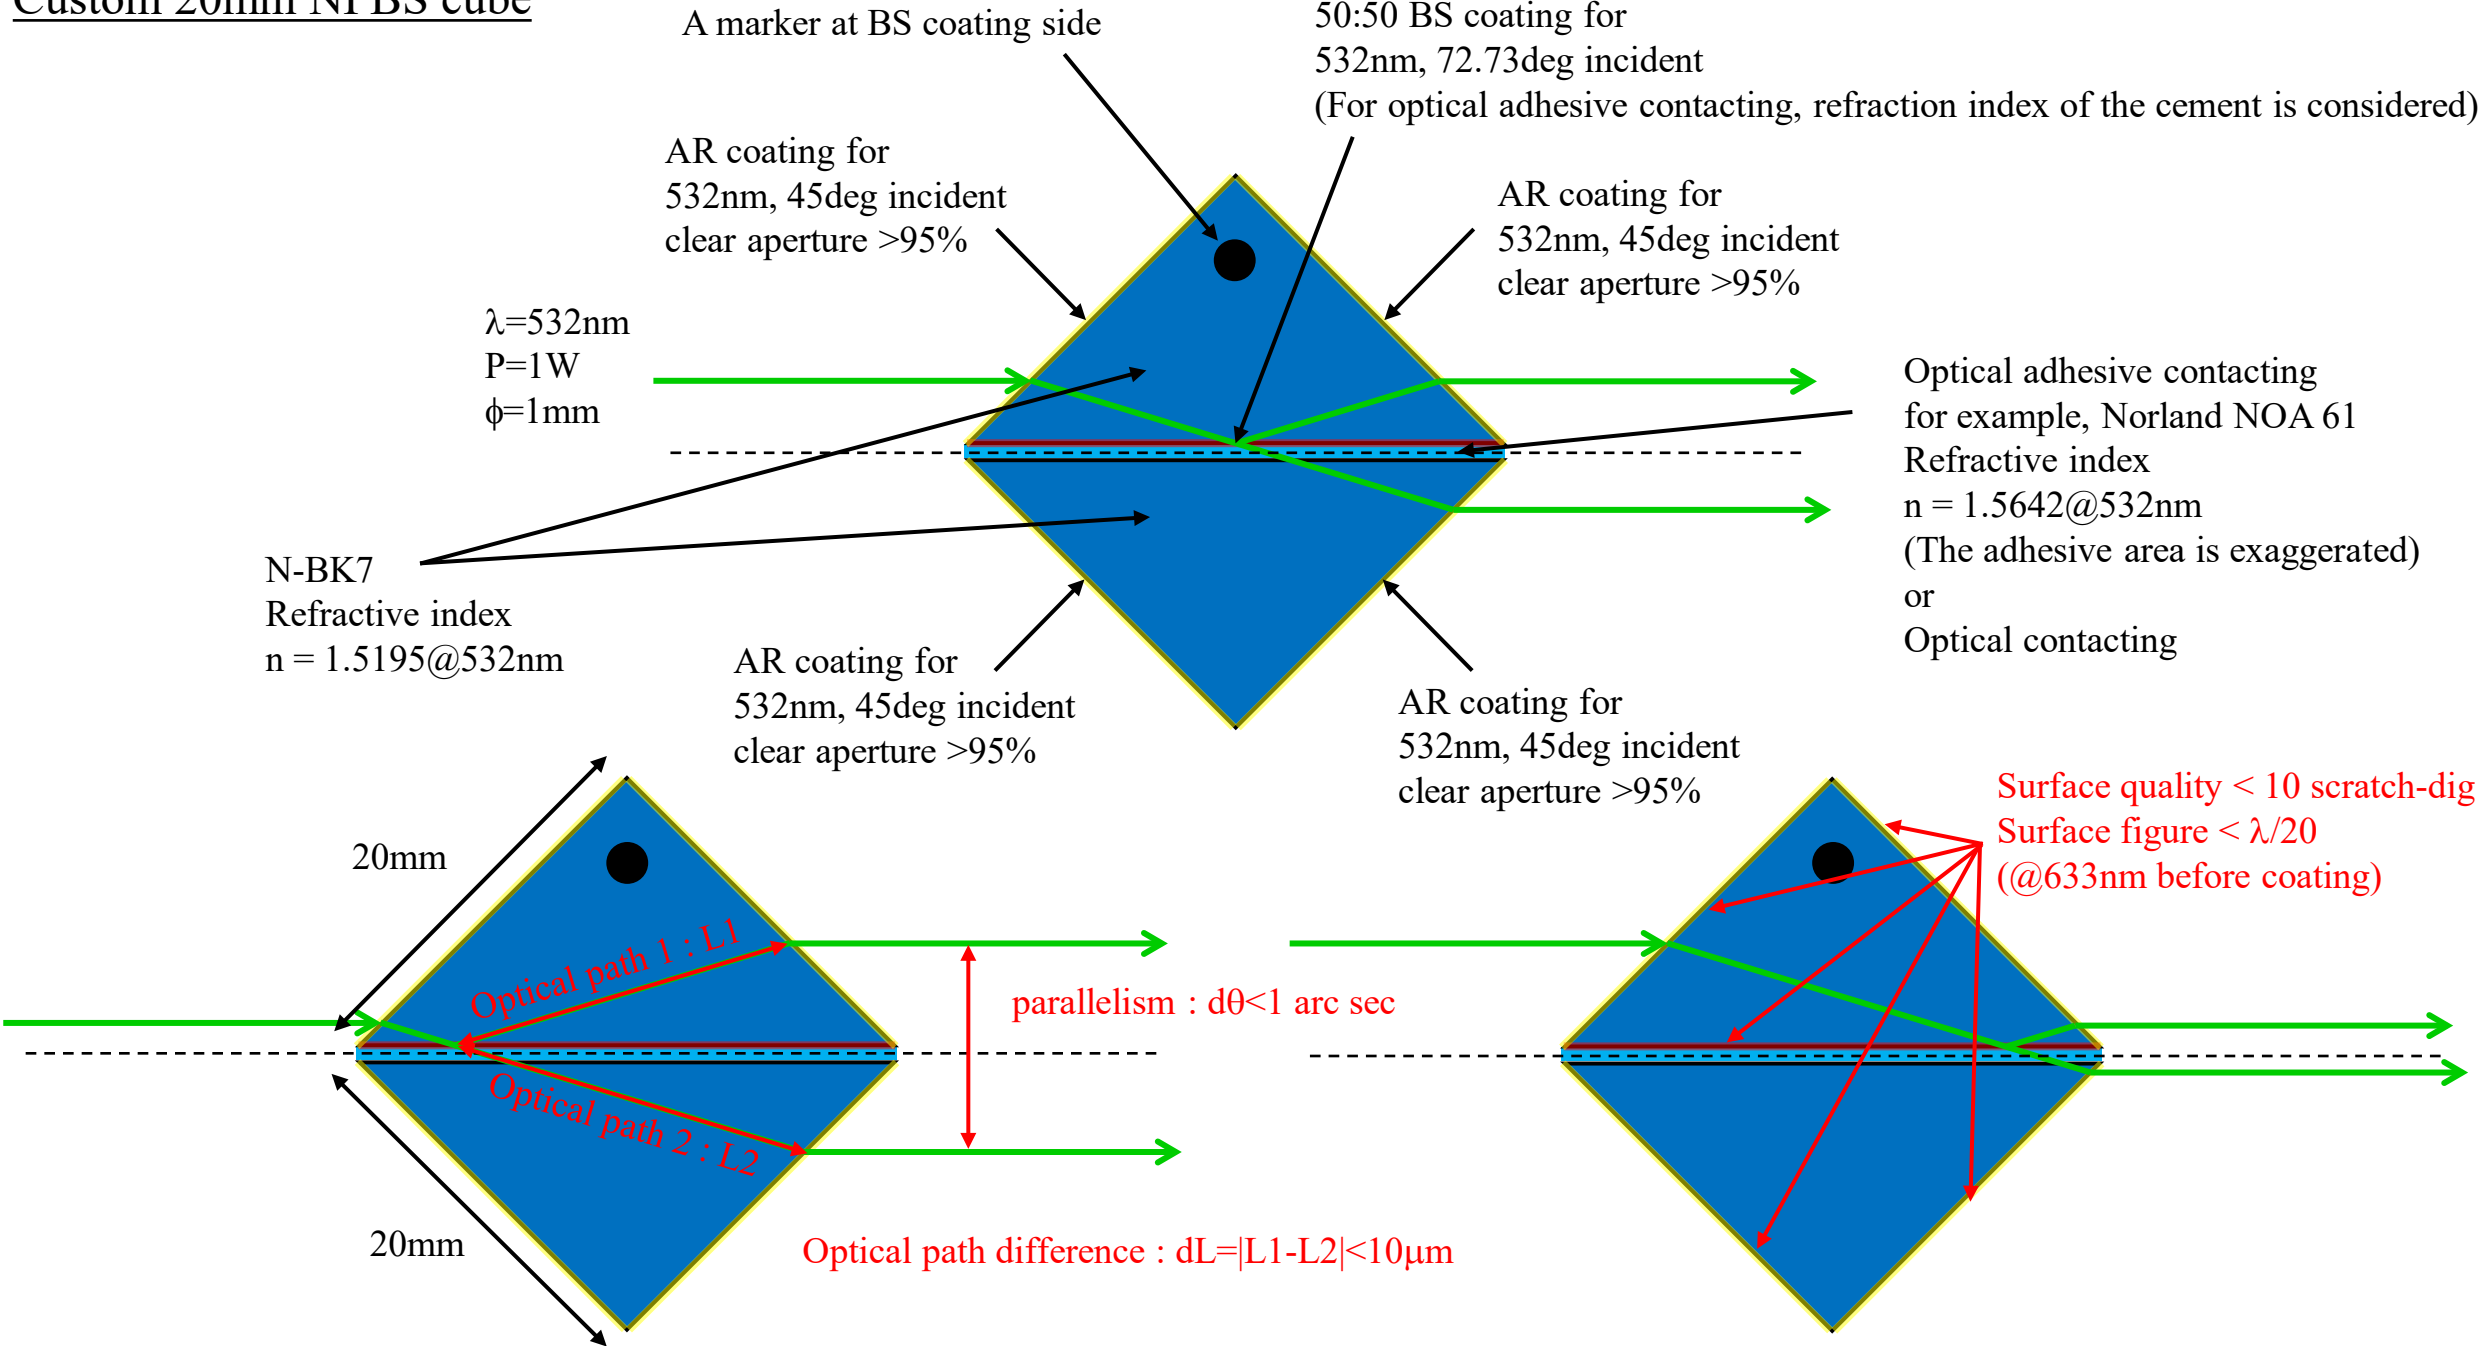 Custom 20mm NPBS cube
A marker at BS coating side
50:50 BS coating for
532nm, 72.73deg incident
(For optical adhesive contacting, refraction index of the cement is considered)
AR coating for
532nm, 45deg incident
clear aperture >95%
AR coating for
532nm, 45deg incident
clear aperture >95%
λ=532nm
P=1W
ϕ=1mm
Optical adhesive contacting
for example, Norland NOA 61
Refractive index
n = 1.5642@532nm
(The adhesive area is exaggerated)
or
Optical contacting
N-BK7
Refractive index
n = 1.5195@532nm
AR coating for
532nm, 45deg incident
clear aperture >95%
AR coating for
532nm, 45deg incident
clear aperture >95%
20mm
Optical path 1 : L1
Optical path 2 : L2
parallelism : dθ<1 arc sec
20mm
Optical path difference : dL=|L1-L2|<10μm
Surface quality < 10 scratch-dig
Surface figure < λ/20
(@633nm before coating)